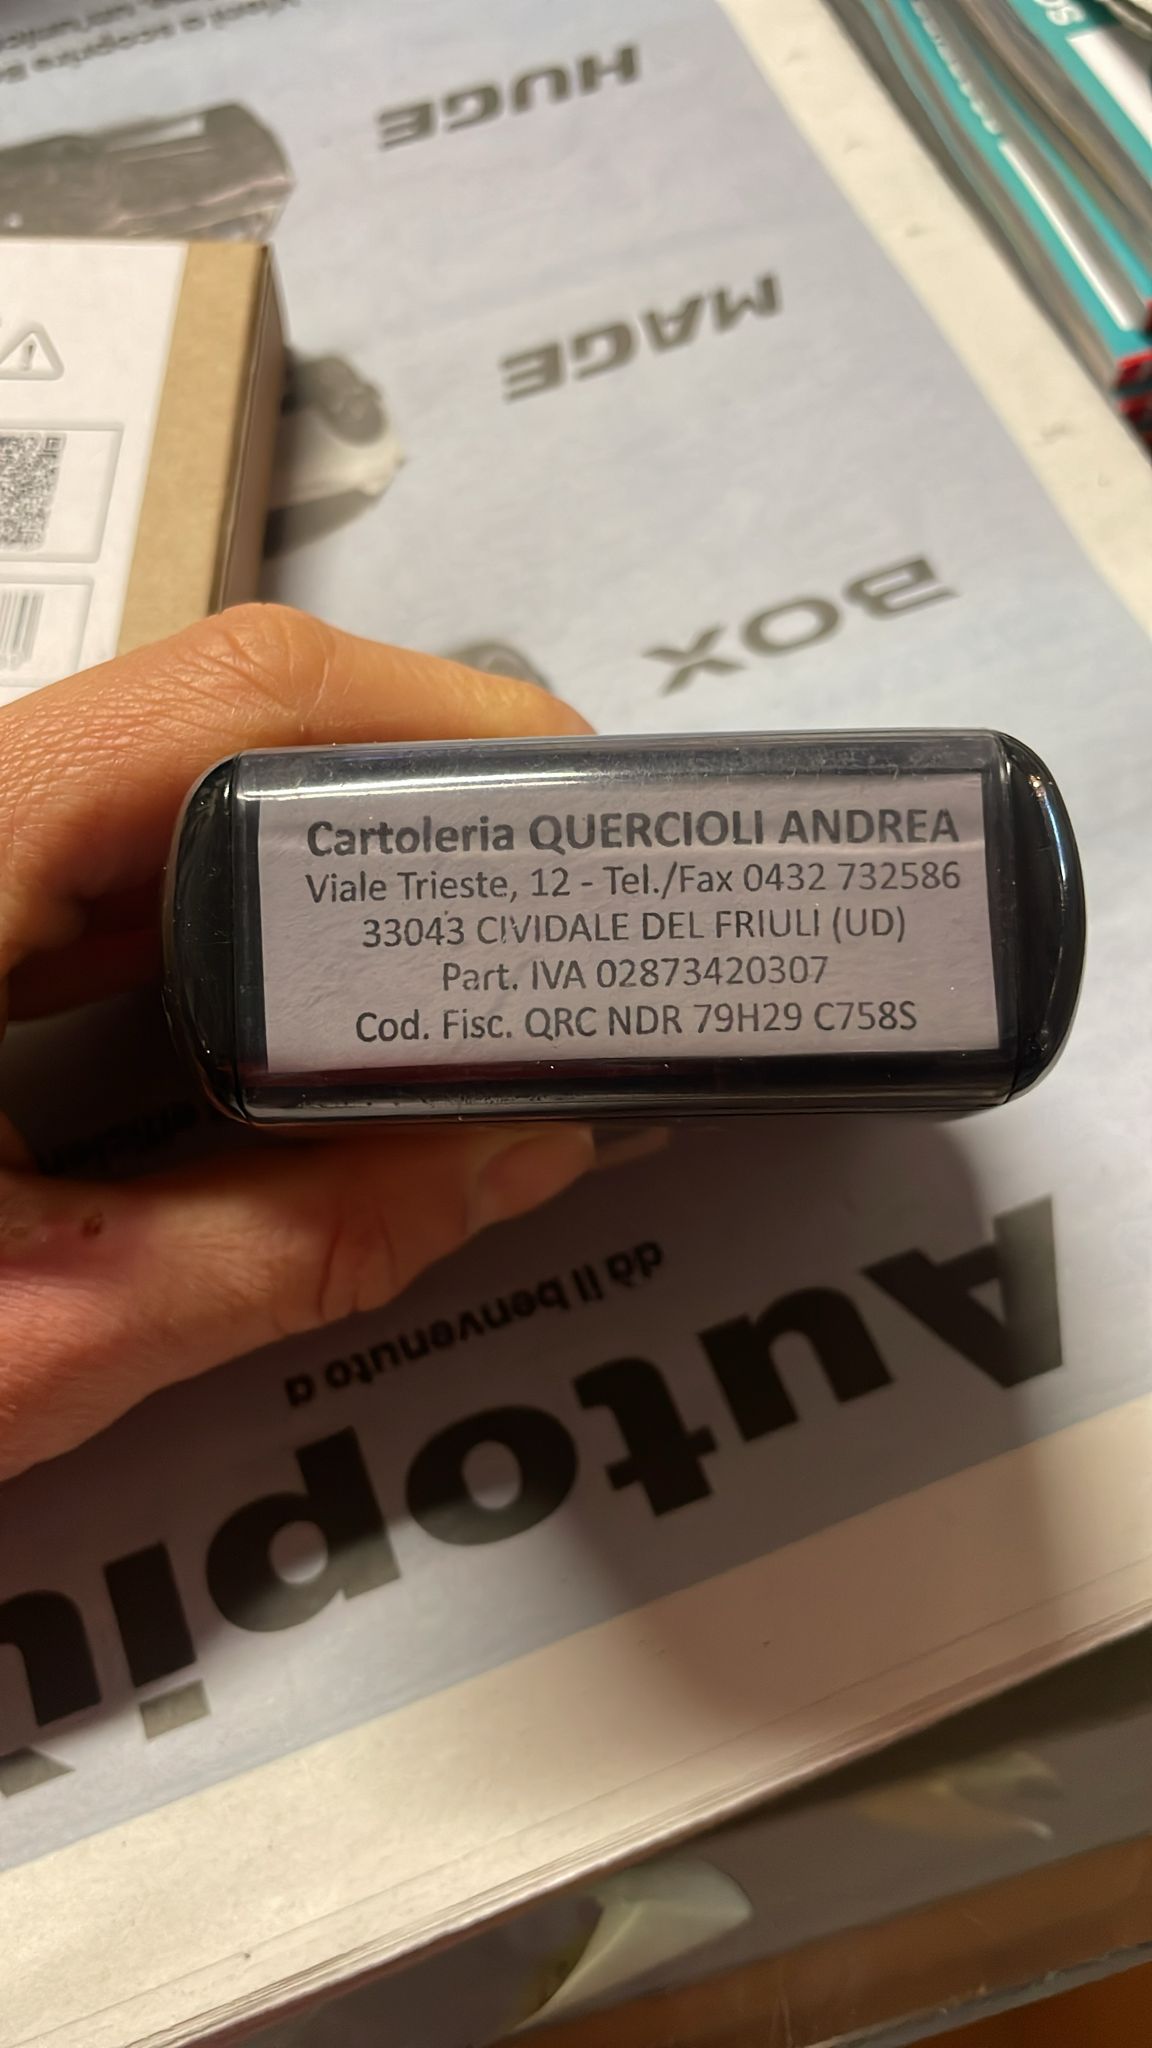 HUGE
MAGE
BOX
Cartoleria QUERCIOLI ANDREA
Viale Trieste, 12 - Tel./Fax 0432 732586
33043 CIVIDALE DEL FRIULI (UD)
Part. IVA 02873420307
Cod. Fisc. QRC NDR 79H29 C758S
dà il benvenuto a
Autopiù